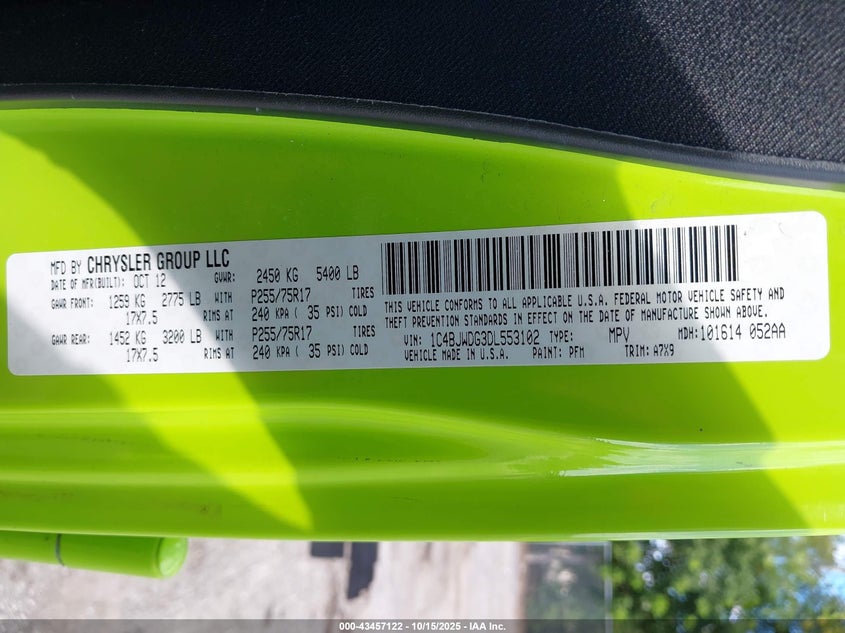 MFD BY CHRYSLER GROUP LLC
DATE OF MFR(BUILT): OCT 12 GVWR: 2450 KG 5400 LB
GAWR FRONT: 1259 KG 2775 LB WITH P255/75R17 TIRES
17X7.5 RIMS AT 240 KPA ( 35 PSI) COLD
GAWR REAR: 1452 KG 3200 LB WITH P255/75R17 TIRES
17X7.5 RIMS AT 240 KPA ( 35 PSI) COLD
THIS VEHICLE CONFORMS TO ALL APPLICABLE U.S.A. FEDERAL MOTOR VEHICLE SAFETY AND
THEFT PREVENTION STANDARDS IN EFFECT ON THE DATE OF MANUFACTURE SHOWN ABOVE.
VIN: 1C4BJWDG3DL553102 TYPE: MPV MDH: 101614 052AA
VEHICLE MADE IN U.S.A. PAINT: PFM TRIM: A7X9
000-43457122 - 10/15/2025 - IAA Inc.